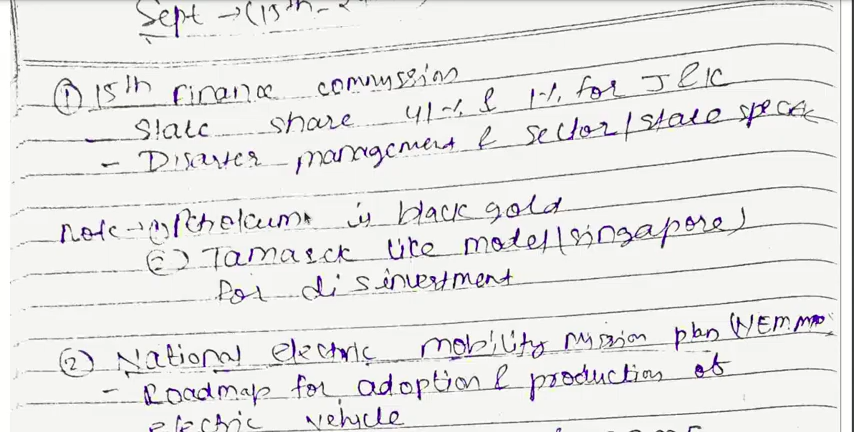 Sept → (15th - 2
① 15th Finance commission
- State share 41% & 1% for J&K
- Disaster management & sector/state specific
Note → (1) Petroleum is black gold
(2) Tamasek like model (singapore)
for disinvestment
② National electric mobility mission plan (NEMMP)
- Roadmap for adoption & production of
electric vehicle